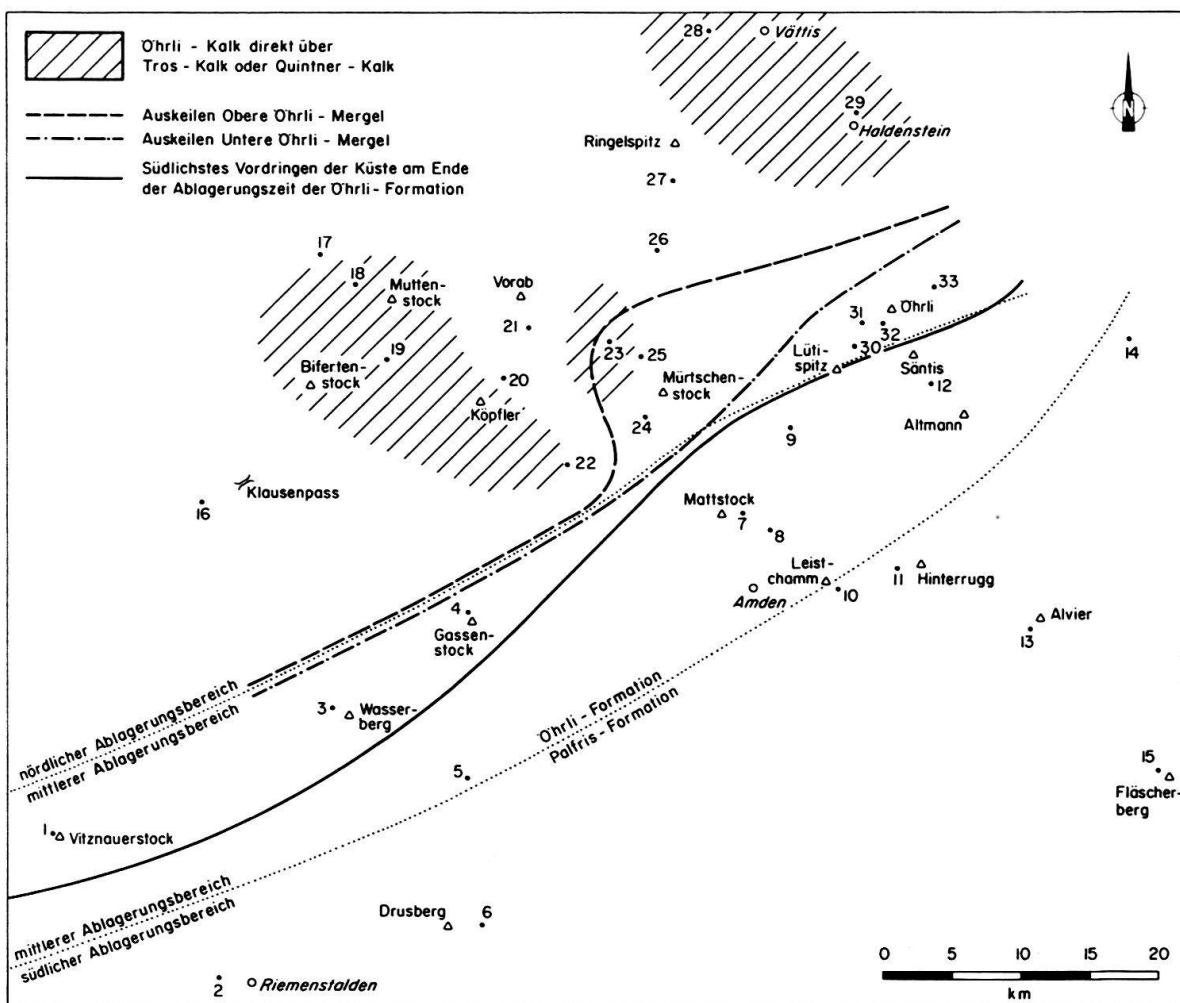 Öhrli - Kalk direkt über
Tros - Kalk oder Quintner - Kalk
Auskeilen Obere Öhrli - Mergel
Auskeilen Untere Öhrli - Mergel
Südlichstes Vordringen der Küste am Ende
der Ablagerungszeit der Öhrli - Formation
28
Vättis
N
29
Haldenstein
Ringelspitz
27
26
17
18
Mutten-
stock
Vorab
21
19
Biferten-
stock
20
Köpfler
23
25
Mürtschen-
stock
24
22
33
Öhrli
31
32
30
Lüti-
spitz
Säntis
12
14
Altmann
9
Klausenpass
16
Mattstock
7
8
Leist-
chamm
10
11
Hinterrugg
Amden
Alvier
13
4
Gassen-
stock
3
Wasser-
berg
nördlicher Ablagerungsbereich
mittlerer Ablagerungsbereich
Öhrli - Formation
Palfris - Formation
5
15
Fläscher-
berg
1
Vitznauerstock
mittlerer Ablagerungsbereich
südlicher Ablagerungsbereich
Drusberg
6
2
Riemenstalden
0 5 10 15 20
km